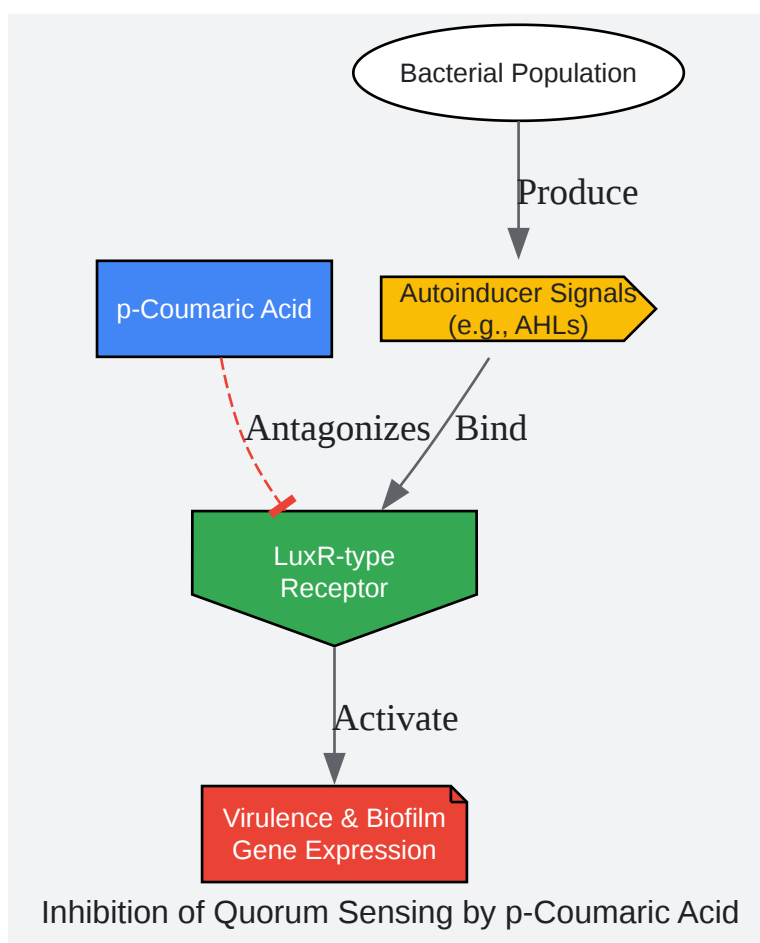 Bacterial Population
Produce
p-Coumaric Acid
Autoinducer Signals
(e.g., AHLs)
Antagonizes
Bind
LuxR-type
Receptor
Activate
Virulence & Biofilm
Gene Expression
Inhibition of Quorum Sensing by p-Coumaric Acid